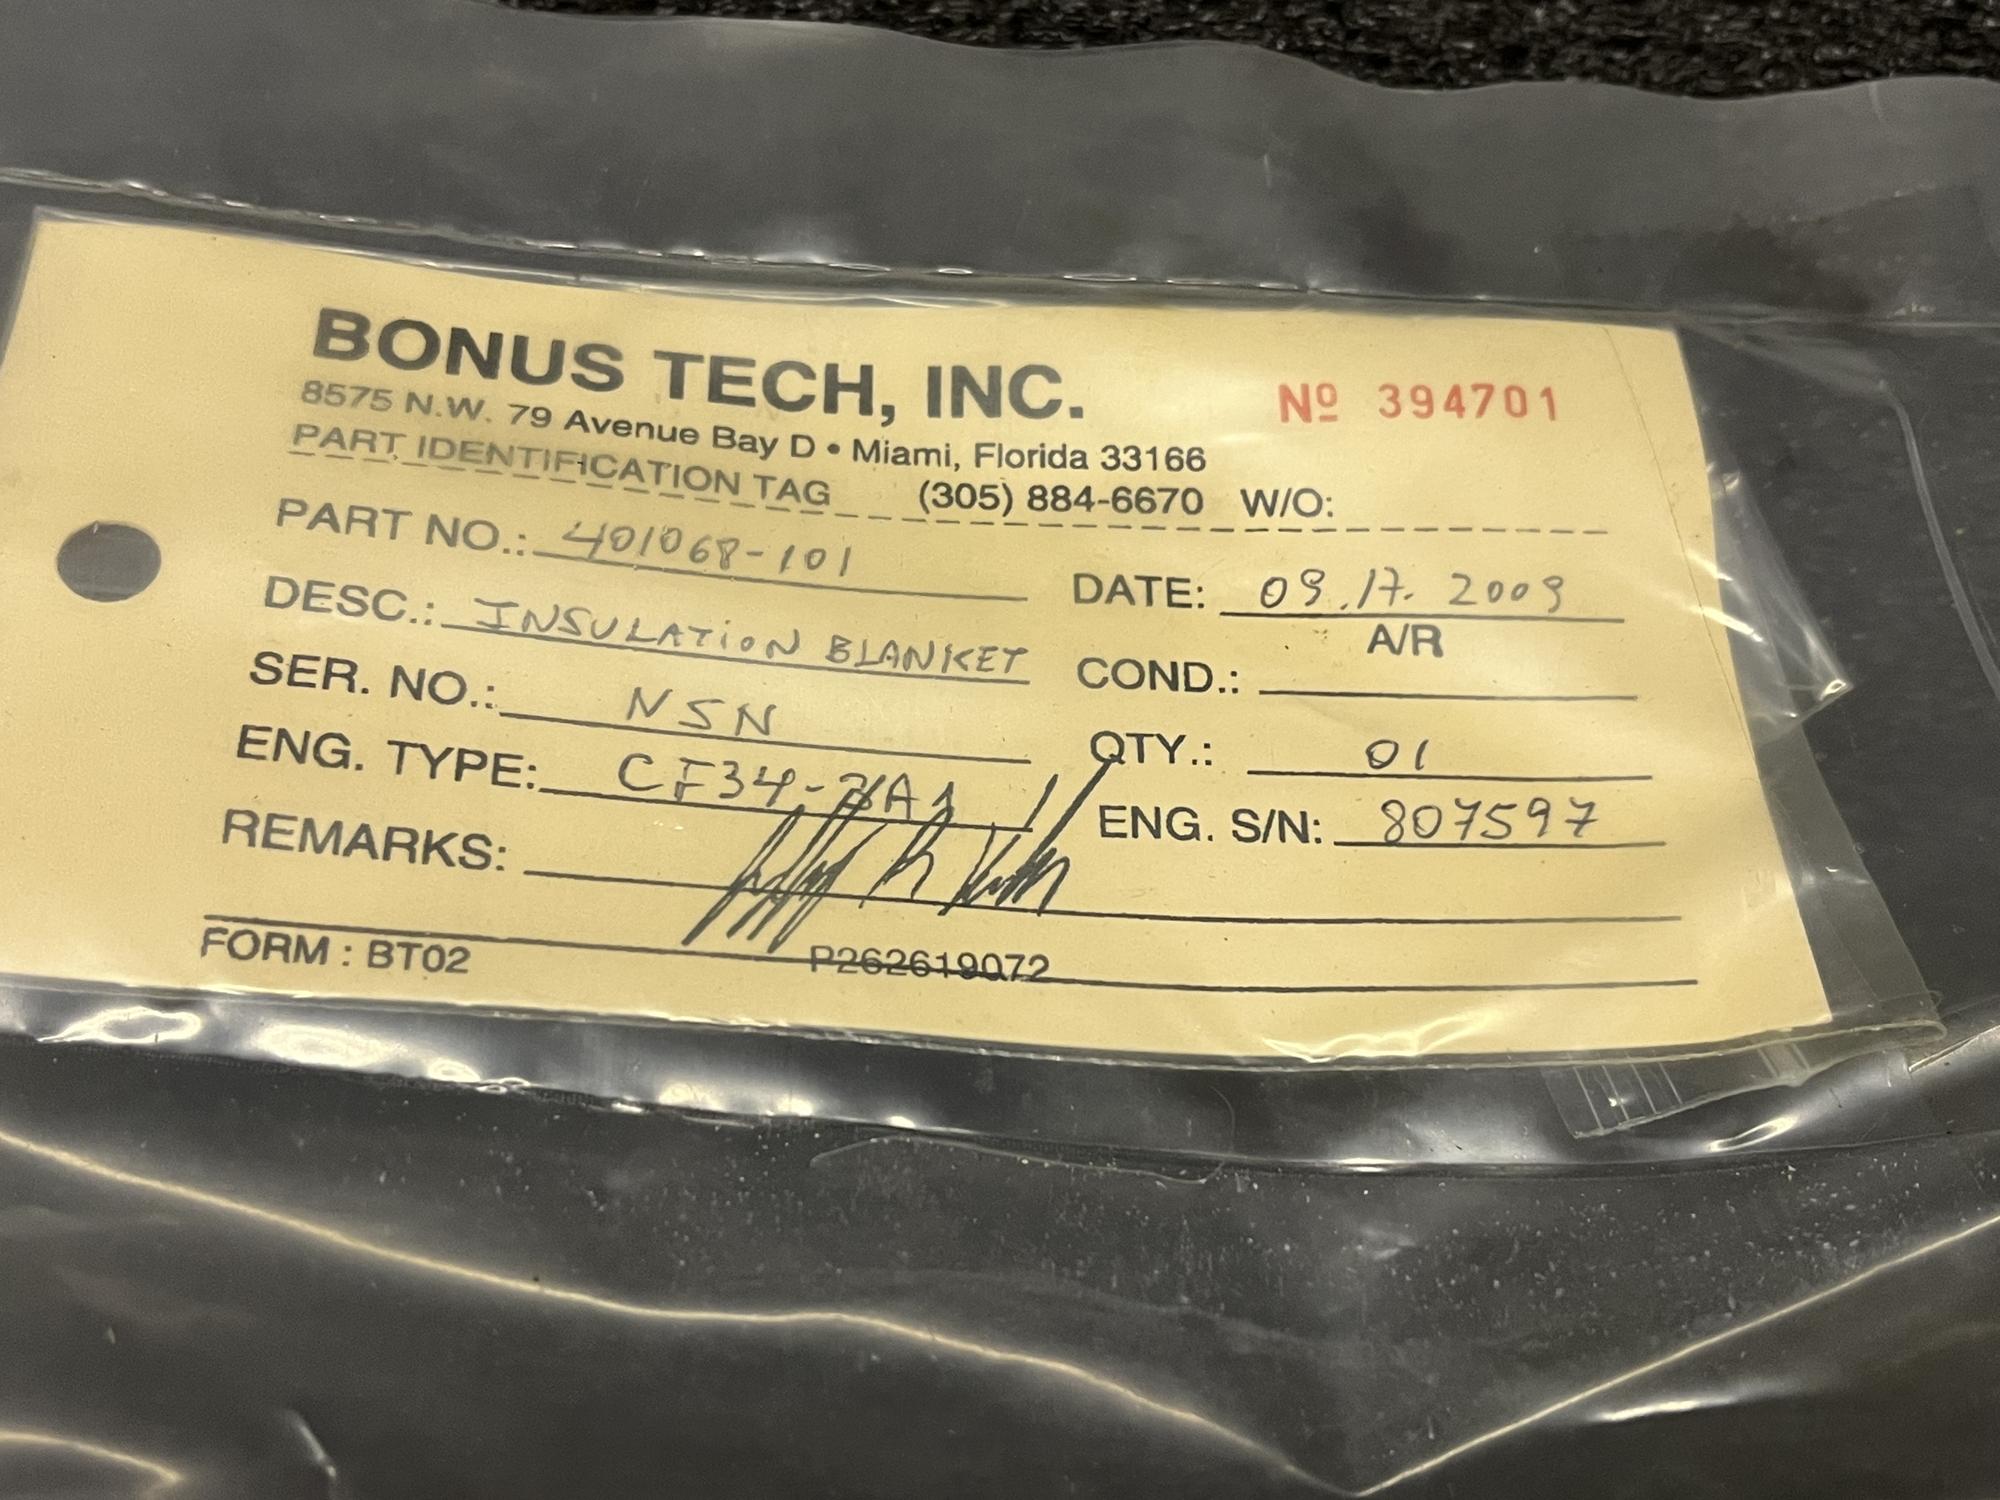 BONUS TECH, INC.
Nº 394701
8575 N.W. 79 Avenue Bay D • Miami, Florida 33166
PART IDENTIFICATION TAG (305) 884-6670 W/O:
PART NO.: 401068-101
DATE: 09.17.2009
DESC.: INSULATION BLANKET
A/R
COND.:
SER. NO.: NSN
QTY.: 01
ENG. TYPE: CF34-3A1
ENG. S/N: 807597
REMARKS:
FORM : BT02 P262619072